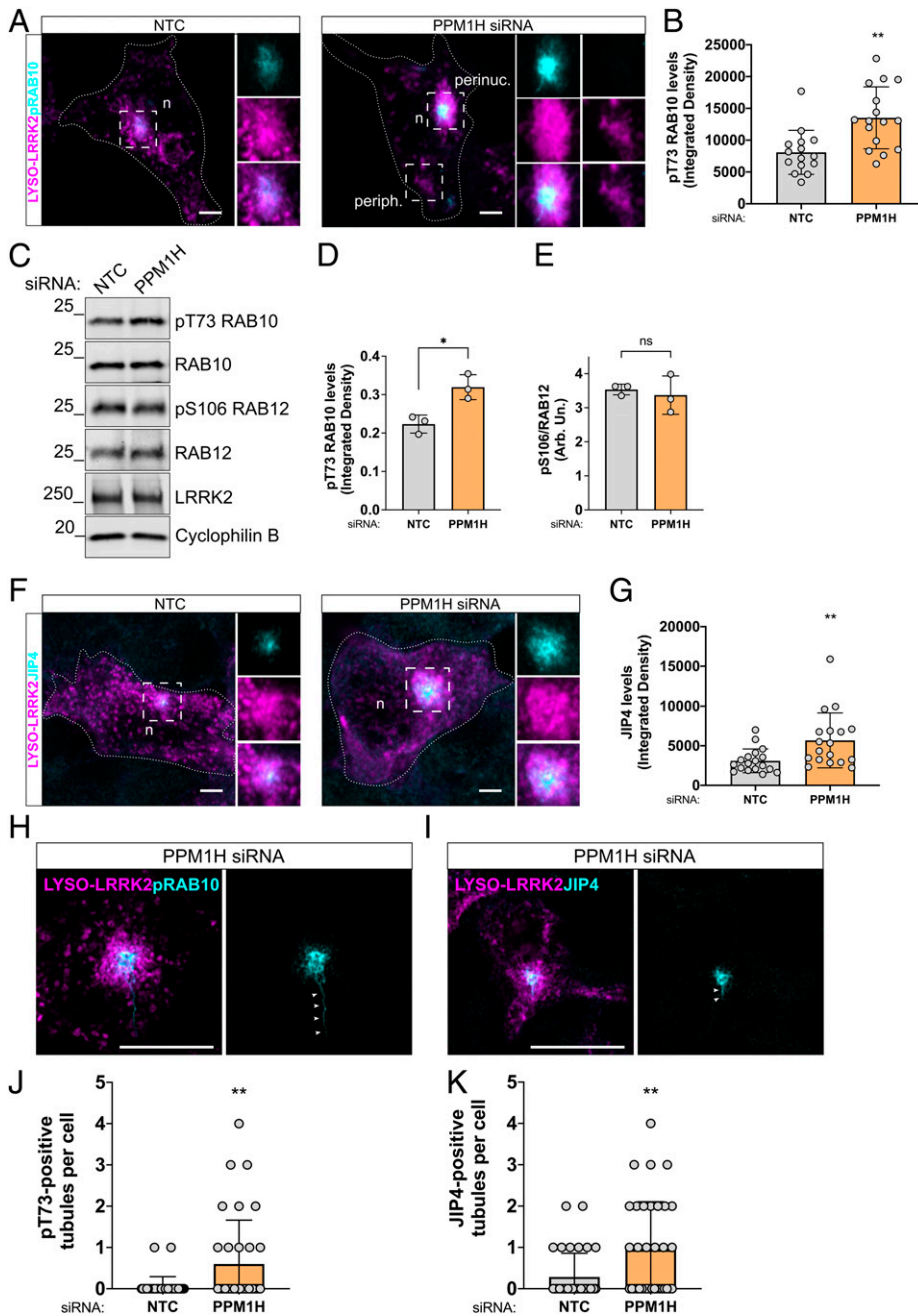 A
NTC
PPM1H siRNA
LYSO-LRRK2pRAB10
n
perinuc.
n
periph.
B
**
pT73 RAB10 levels
(Integrated Density)
25000
20000
15000
10000
5000
0
siRNA:
NTC
PPM1H
C
siRNA:
NTC
PPM1H
25
pT73 RAB10
25
RAB10
25
pS106 RAB12
25
RAB12
250
LRRK2
20
Cyclophilin B
D
*
pT73 RAB10 levels
(Integrated Density)
0.4
0.3
0.2
0.1
0.0
siRNA:
NTC
PPM1H
E
ns
pS106/RAB12
(Arb. Un.)
4
2
0
siRNA:
NTC
PPM1H
F
NTC
PPM1H siRNA
LYSO-LRRK2JIP4
n
n
G
**
JIP4 levels
(Integrated Density)
20000
15000
10000
5000
0
siRNA:
NTC
PPM1H
H
PPM1H siRNA
LYSO-LRRK2pRAB10
I
PPM1H siRNA
LYSO-LRRK2JIP4
J
**
pT73-positive
tubules per cell
5
4
3
2
1
0
siRNA:
NTC
PPM1H
K
**
JIP4-positive
tubules per cell
5
4
3
2
1
0
siRNA:
NTC
PPM1H